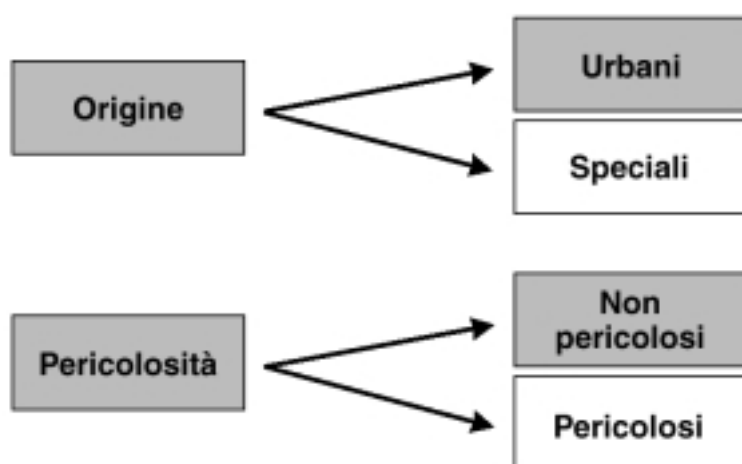 Origine
Urbani
Speciali
Pericolosità
Non
pericolosi
Pericolosi